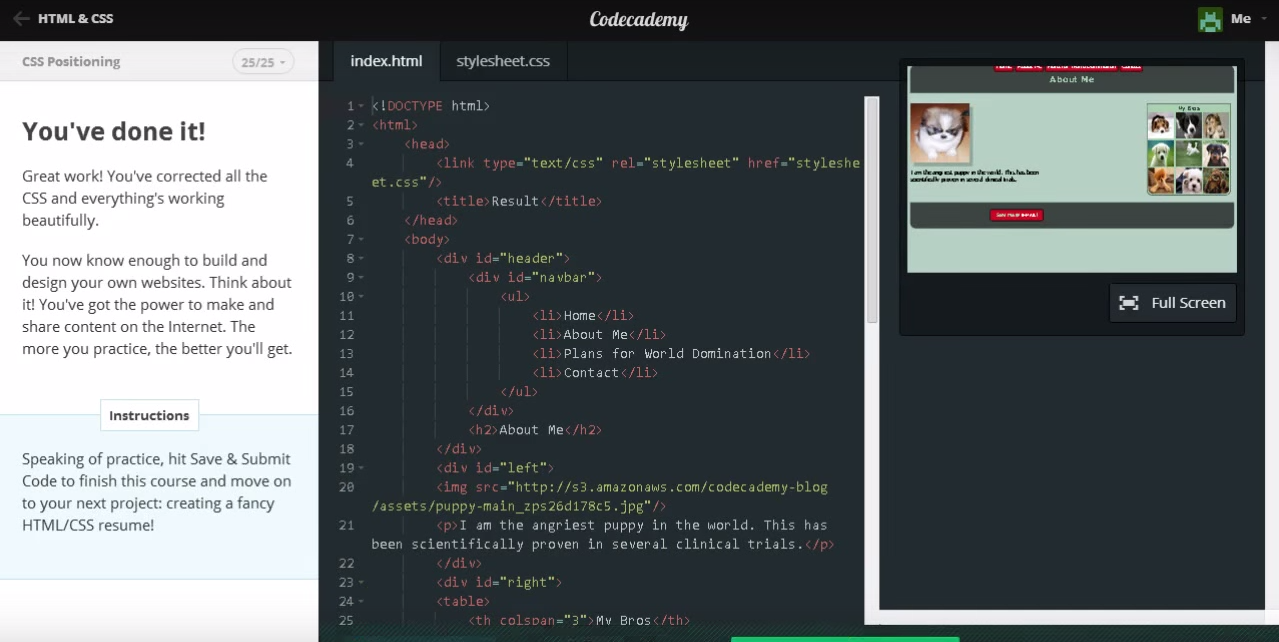 HTML & CSS
Codecademy
Me
CSS Positioning
25/25
You've done it!
Great work! You've corrected all the
CSS and everything's working
beautifully.
You now know enough to build and
design your own websites. Think about
it! You've got the power to make and
share content on the Internet. The
more you practice, the better you'll get.
Instructions
Speaking of practice, hit Save & Submit
Code to finish this course and move on
to your next project: creating a fancy
HTML/CSS resume!
index.html
stylesheet.css
1 <!DOCTYPE html>
2 <html>
3 <head>
4 <link type="text/css" rel="stylesheet" href="styleshe
et.css"/>
5 <title>Result</title>
6 </head>
7 <body>
8 <div id="header">
9 <div id="navbar">
10 <ul>
11 <li>Home</li>
12 <li>About Me</li>
13 <li>Plans for World Domination</li>
14 <li>Contact</li>
15 </ul>
16 </div>
17 <h2>About Me</h2>
18 </div>
19 <div id="left">
20 <img src="http://s3.amazonaws.com/codecademy-blog
/assets/puppy-main_zps26d178c5.jpg"/>
21 <p>I am the angriest puppy in the world. This has
been scientifically proven in several clinical trials.</p>
22 </div>
23 <div id="right">
24 <table>
25 <th colspan="3">My Bros</th>
About Me
My Bros
I am the angriest puppy in the world. This has been
scientifically proven in several clinical trials.
Full Screen